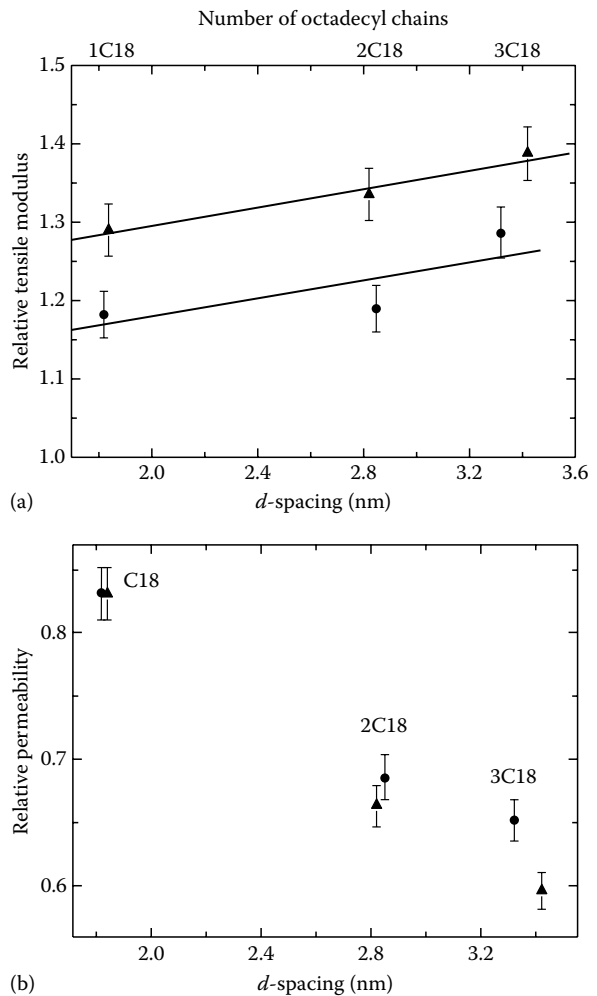 Number of octadecyl chains
1C18 2C18 3C18
1.5
1.4
1.3
1.2
1.1
1.0
Relative tensile modulus
2.0 2.4 2.8 3.2 3.6
(a) d-spacing (nm)
C18
0.8
2C18
0.7
3C18
0.6
Relative permeability
2.0 2.8 3.2
(b) d-spacing (nm)